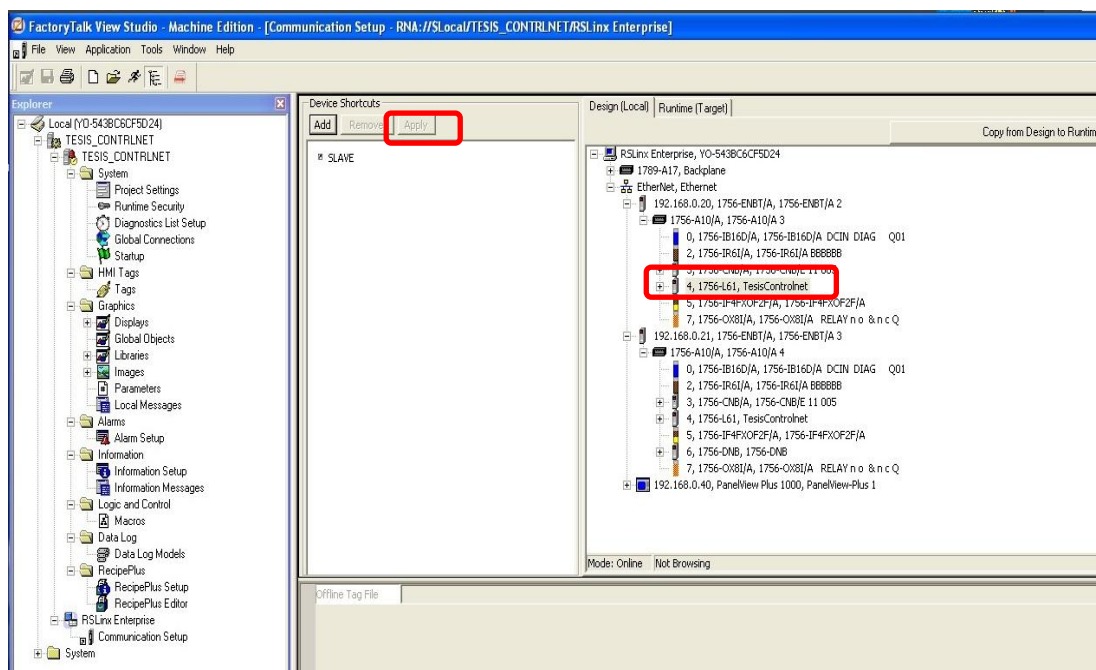 FactoryTalk View Studio - Machine Edition - [Communication Setup - RNA://$Local/TESIS_CONTRLNET/RSLinx Enterprise]
File View Application Tools Window Help
Explorer
Local (YO-543BC6CF5D24)
TESIS_CONTRLNET
TESIS_CONTRLNET
System
Project Settings
Runtime Security
Diagnostics List Setup
Global Connections
Startup
HMI Tags
Tags
Graphics
Displays
Global Objects
Libraries
Images
Parameters
Local Messages
Alarms
Alarm Setup
Information
Information Setup
Information Messages
Logic and Control
Macros
Data Log
Data Log Models
RecipePlus
RecipePlus Setup
RecipePlus Editor
RSLinx Enterprise
Communication Setup
System
Device Shortcuts
Add Remove Apply
SLAVE
Design (Local) Runtime (Target)
Copy from Design to Runtim
RSLinx Enterprise, YO-543BC6CF5D24
1789-A17, Backplane
EtherNet, Ethernet
192.168.0.20, 1756-ENBT/A, 1756-ENBT/A 2
1756-A10/A, 1756-A10/A 3
0, 1756-IB16D/A, 1756-IB16D/A DCIN DIAG Q01
2, 1756-IR6I/A, 1756-IR6I/A BBBBBB
3, 1756-CNB/A, 1756-CNB/E 11 005
4, 1756-L61, TesisControlnet
5, 1756-IF4FXOF2F/A, 1756-IF4FXOF2F/A
7, 1756-OX8I/A, 1756-OX8I/A RELAY n o & n c Q
192.168.0.21, 1756-ENBT/A, 1756-ENBT/A 3
1756-A10/A, 1756-A10/A 4
0, 1756-IB16D/A, 1756-IB16D/A DCIN DIAG Q01
2, 1756-IR6I/A, 1756-IR6I/A BBBBBB
3, 1756-CNB/A, 1756-CNB/E 11 005
4, 1756-L61, TesisControlnet
5, 1756-IF4FXOF2F/A, 1756-IF4FXOF2F/A
6, 1756-DNB, 1756-DNB
7, 1756-OX8I/A, 1756-OX8I/A RELAY n o & n c Q
192.168.0.40, PanelView Plus 1000, PanelView-Plus 1
Mode: Online Not Browsing
Offline Tag File